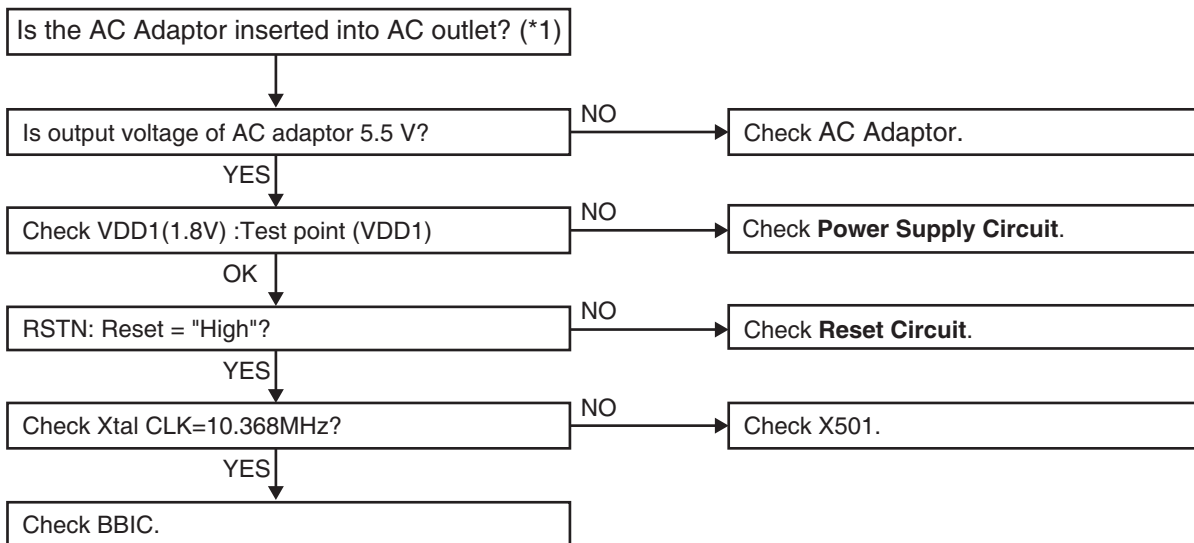 Is the AC Adaptor inserted into AC outlet? (*1)
Is output voltage of AC adaptor 5.5 V?
NO
Check AC Adaptor.
YES
Check VDD1(1.8V) :Test point (VDD1)
NO
Check Power Supply Circuit.
OK
RSTN: Reset = "High"?
NO
Check Reset Circuit.
YES
Check Xtal CLK=10.368MHz?
NO
Check X501.
YES
Check BBIC.